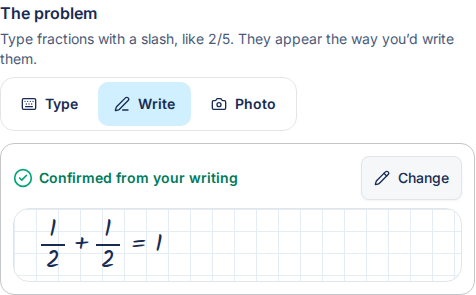 The problem
Type fractions with a slash, like 2/5. They appear the way you’d write
them.
Type Write Photo
Confirmed from your writing Change
1/2 + 1/2 = 1